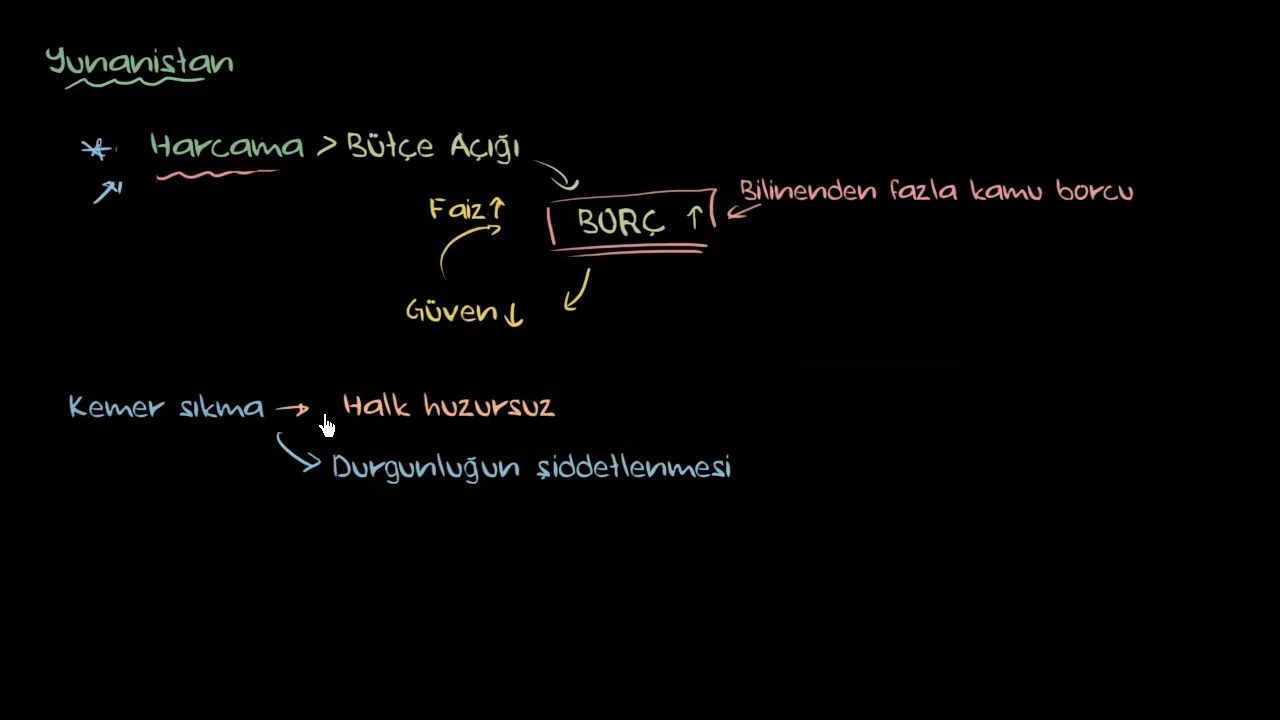 Yunanistan
* Harcama > Bütçe Açığı
Bilinenden fazla kamu borcu
Faiz ↑
BORÇ ↑
Güven ↓
Kemer sıkma → Halk huzursuz
Durgunluğun şiddetlenmesi